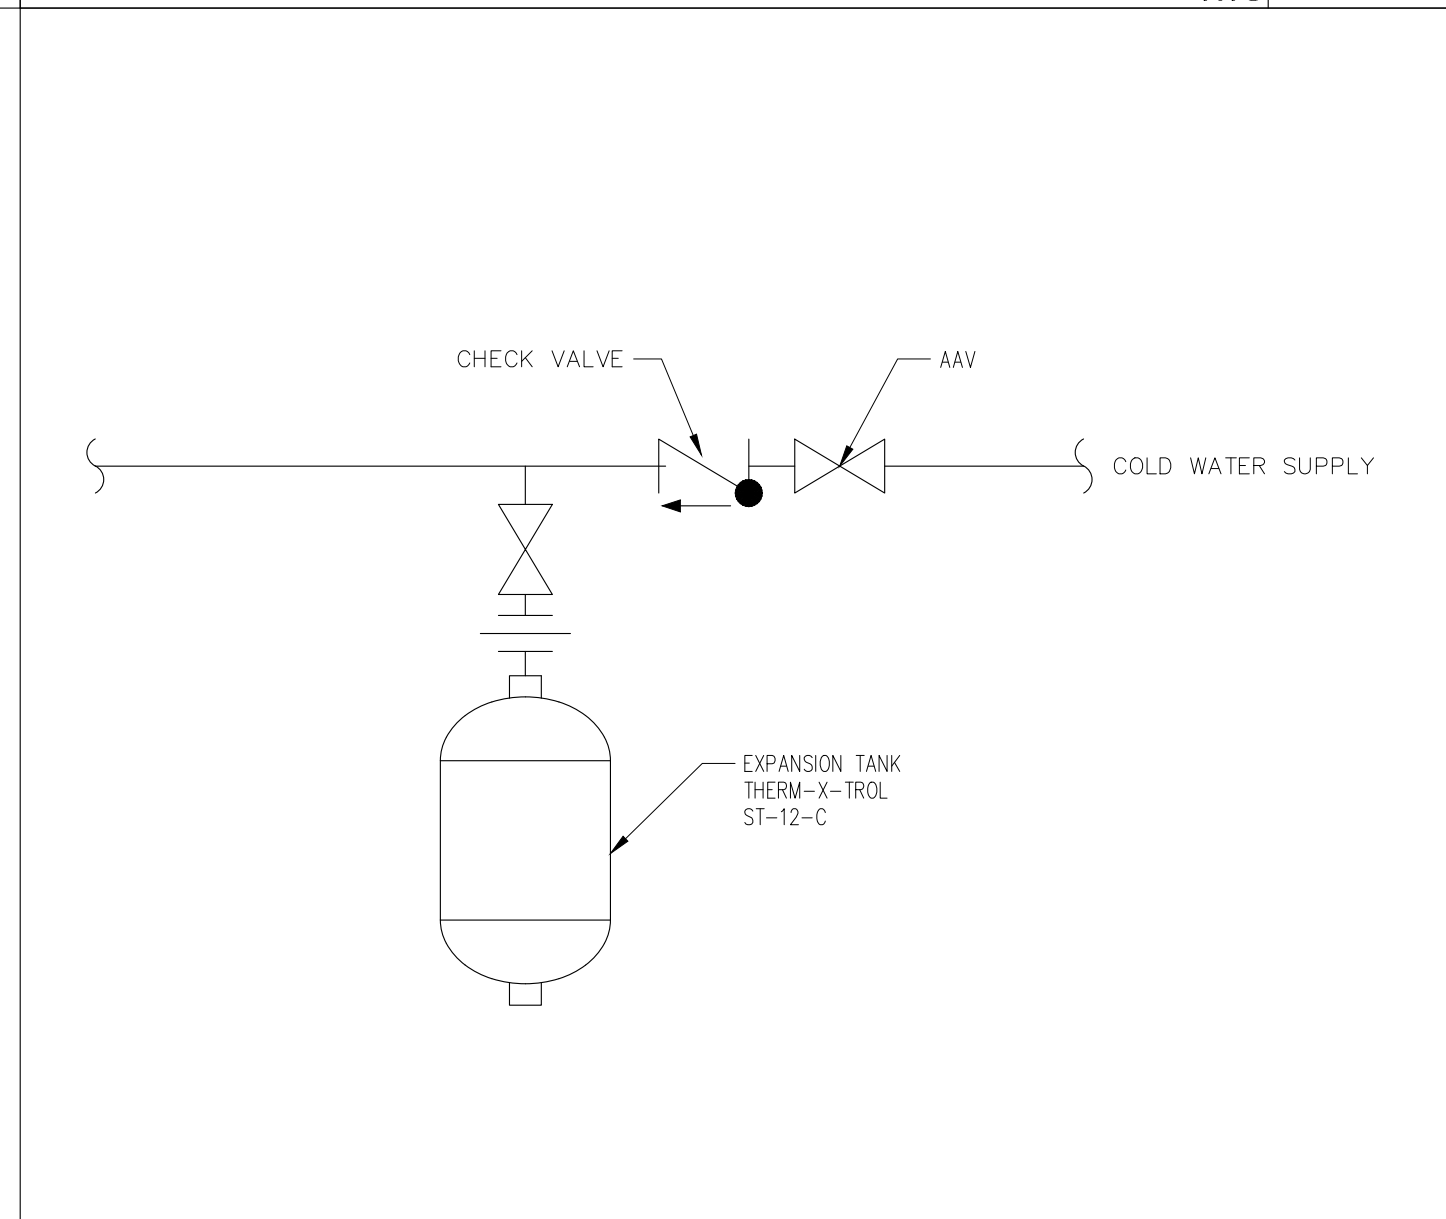 CHECK VALVE
AAV
COLD WATER SUPPLY
EXPANSION TANK
THERM-X-TROL
ST-12-C